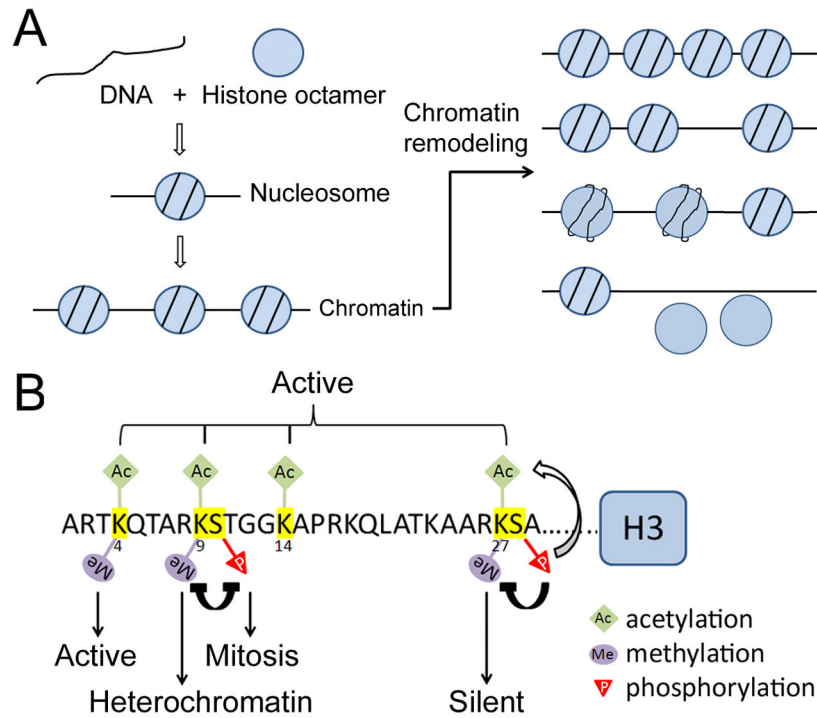 A
DNA + Histone octamer
Nucleosome
Chromatin
Chromatin
remodeling
B
Active
Ac Ac Ac Ac
ARTKQTARKSTGGKAPRKQLATKAARKSA......... H3
4 9 14 27
Me Me P Me P
Active Mitosis
Heterochromatin Silent
Ac acetylation
Me methylation
P phosphorylation